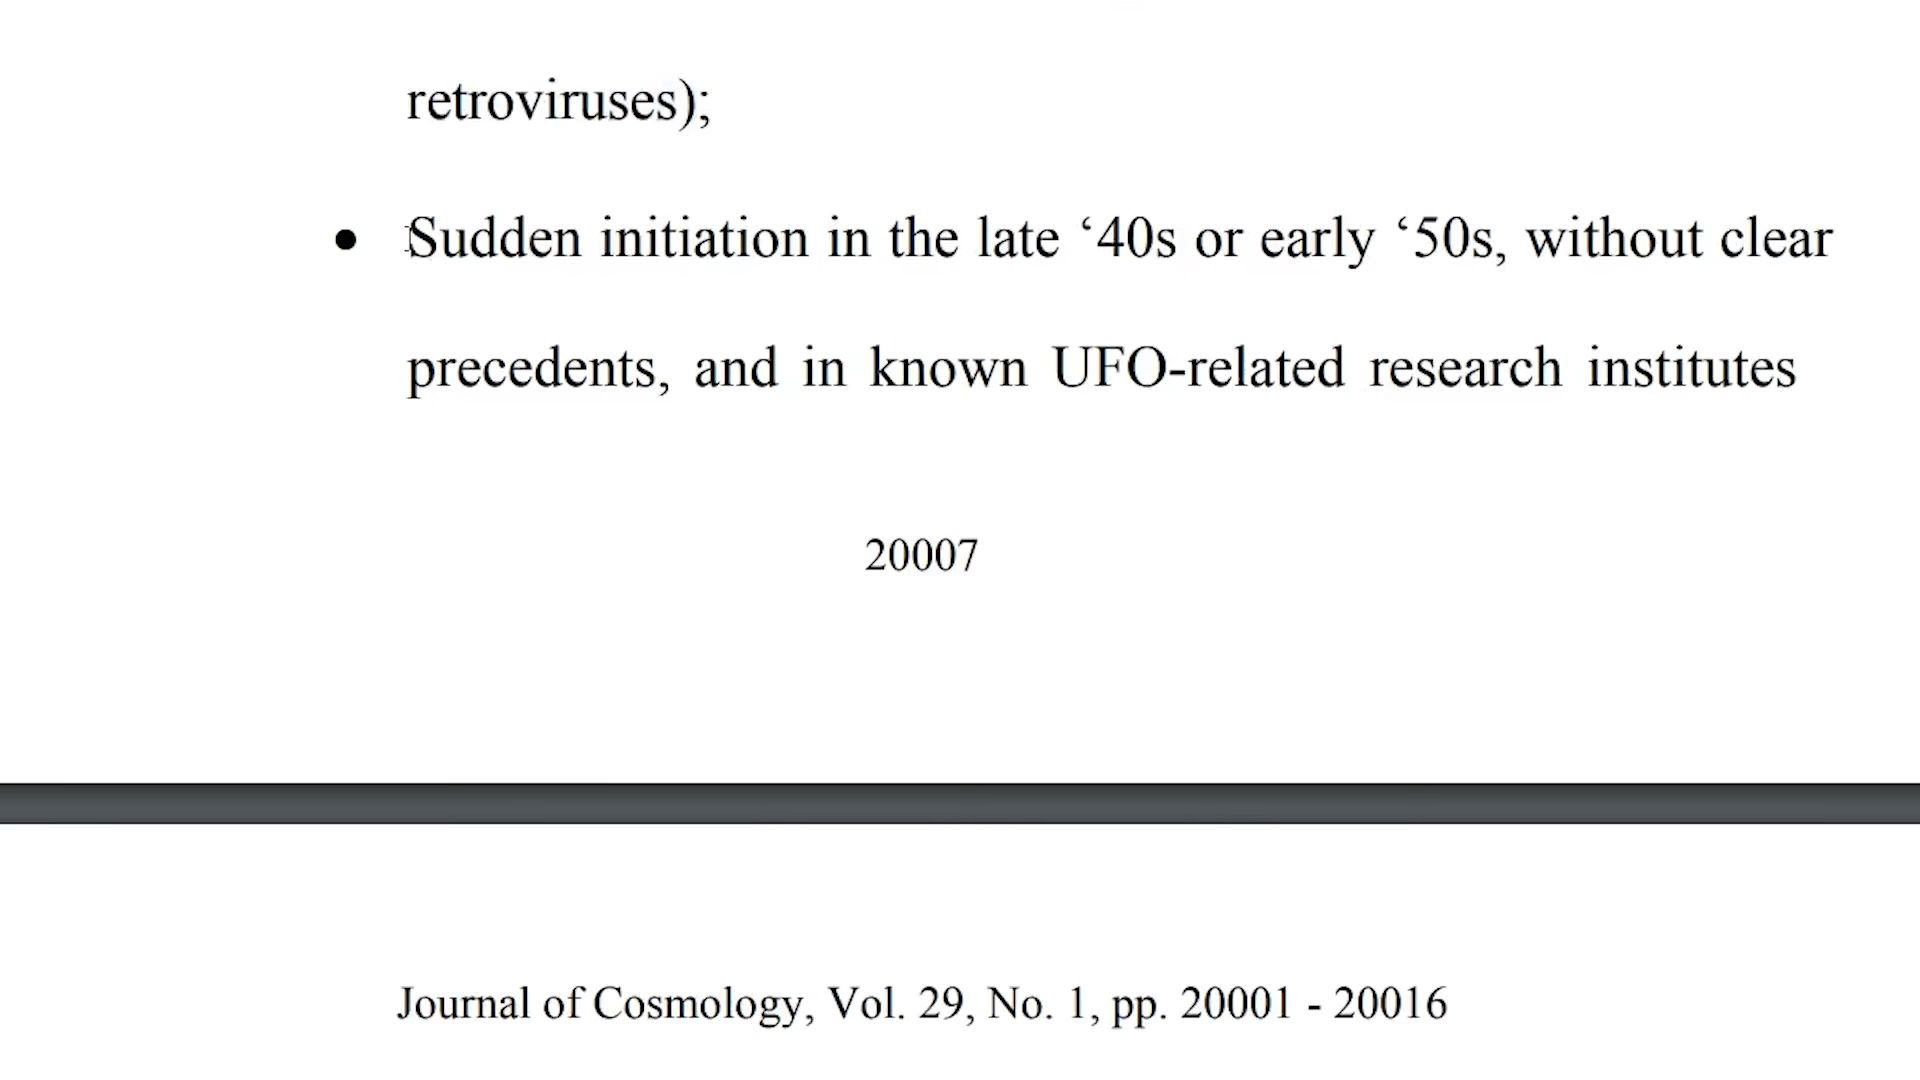 retroviruses);
• Sudden initiation in the late ‘40s or early ‘50s, without clear
precedents, and in known UFO-related research institutes
20007
Journal of Cosmology, Vol. 29, No. 1, pp. 20001 - 20016